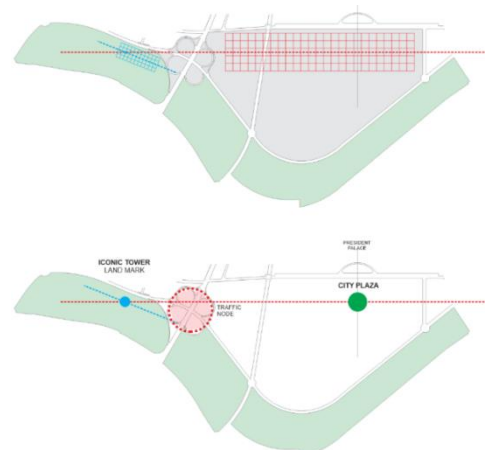 PRESIDENT
PALACE
ICONIC TOWER
LAND MARK
CITY PLAZA
TRAFFIC
NODE